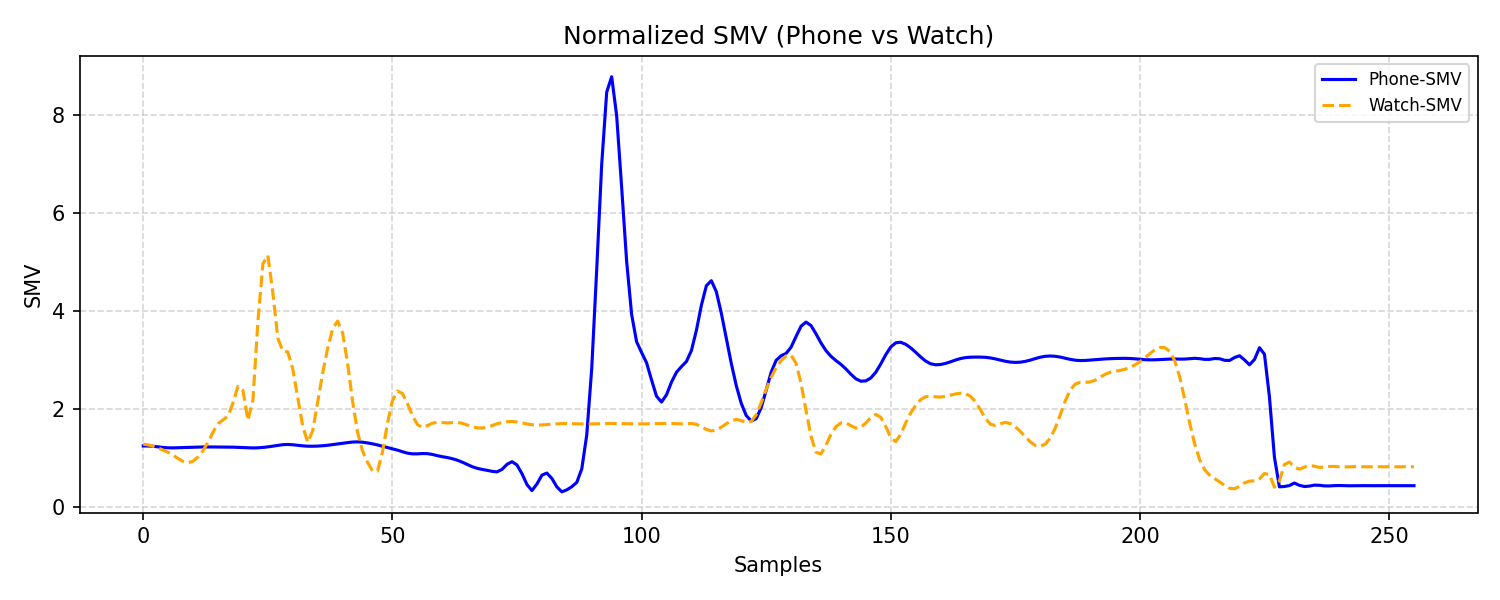 Normalized SMV (Phone vs Watch)
Phone-SMV
Watch-SMV
SMV
8
6
4
2
0
0 50 100 150 200 250
Samples